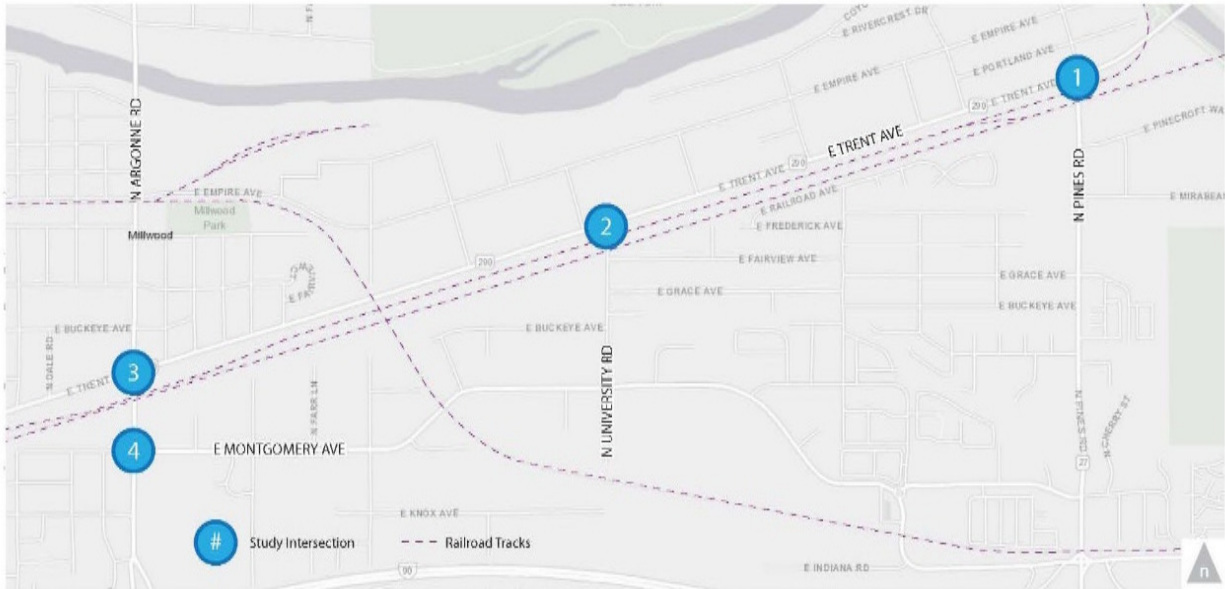 COYO
E RIVERCREST DR
E EMPIRE AVE
E PORTLAND AVE
E EMPIRE AVE
1
E TRENT AVE
290
N ARGONNE RD
E TRENT AVE
290
E PINECROFT WA
E TRENT AVE
N PINES RD
E EMPIRE AVE
Millwood
Park
E RAILROAD AVE
E MIRABEAU
2
E FREDERICK AVE
Millwood
290
E FAIRVIEW AVE
E GRACE AVE
E GRACE AVE
E BUCKEYE AVE
E BUCKEYE AVE
E BUCKEYE AVE
N DALE RD
3
E TRENT
N UNIVERSITY RD
N FARR LN
N PINES RD
N CHERRY ST
4
E MONTGOMERY AVE
27
E KNOX AVE
# Study Intersection
Railroad Tracks
90
E INDIANA RD
n